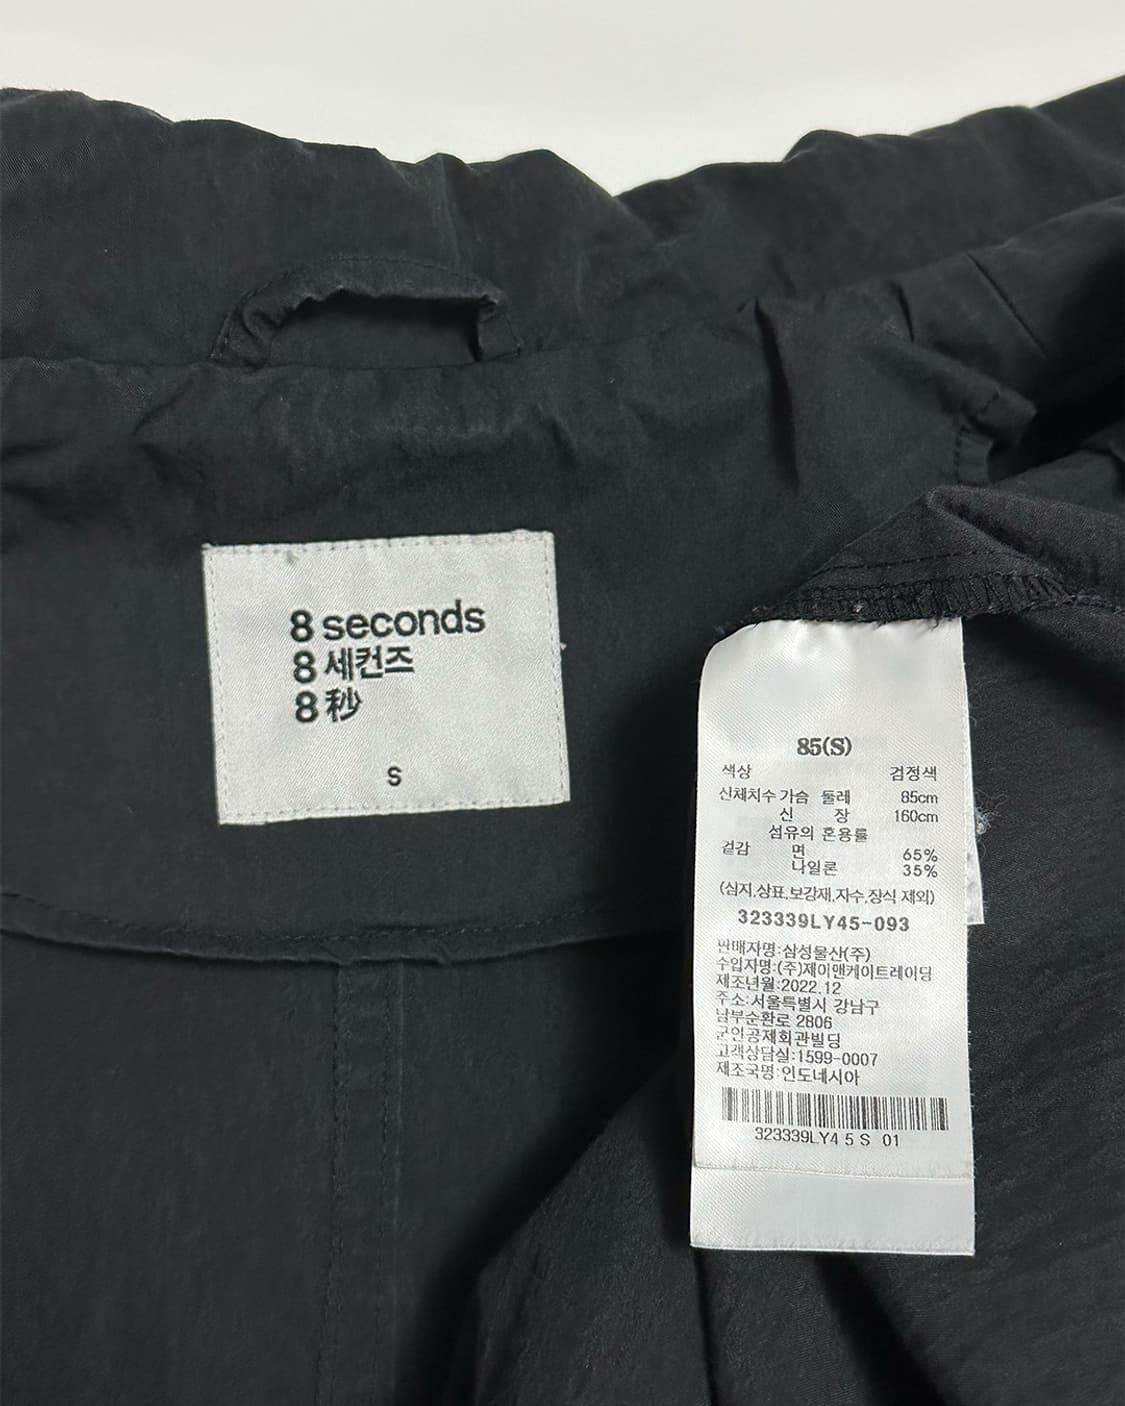 8 seconds
8 세컨즈
8 秒
S
85(S)
색상 검정색
신체치수 가슴 둘레 85cm
신 장 160cm
섬유의 혼용률
겉감 면 65%
나일론 35%
(심지,상표,보강재,자수,장식 제외)
323339LY45-093
판매자명:삼성물산(주)
수입자명:(주)제이앤케이트레이딩
제조년월:2022.12
주소:서울특별시 강남구
남부순환로 2806
군인공제회관빌딩
고객상담실:1599-0007
제조국명:인도네시아
323339LY4 5 S 01